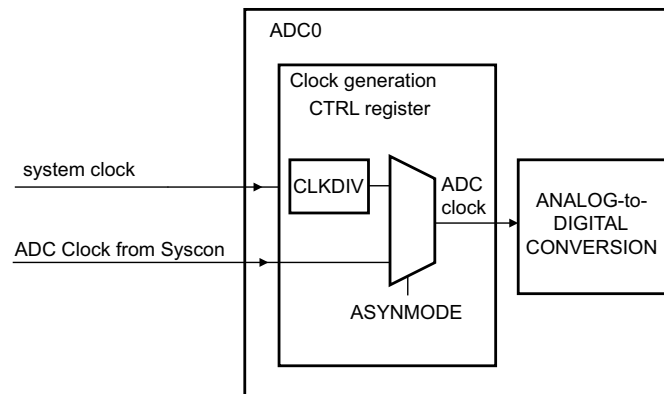 ADC0
Clock generation
CTRL register
system clock
CLKDIV
ADC
clock
ANALOG-to-
DIGITAL
CONVERSION
ADC Clock from Syscon
ASYNMODE